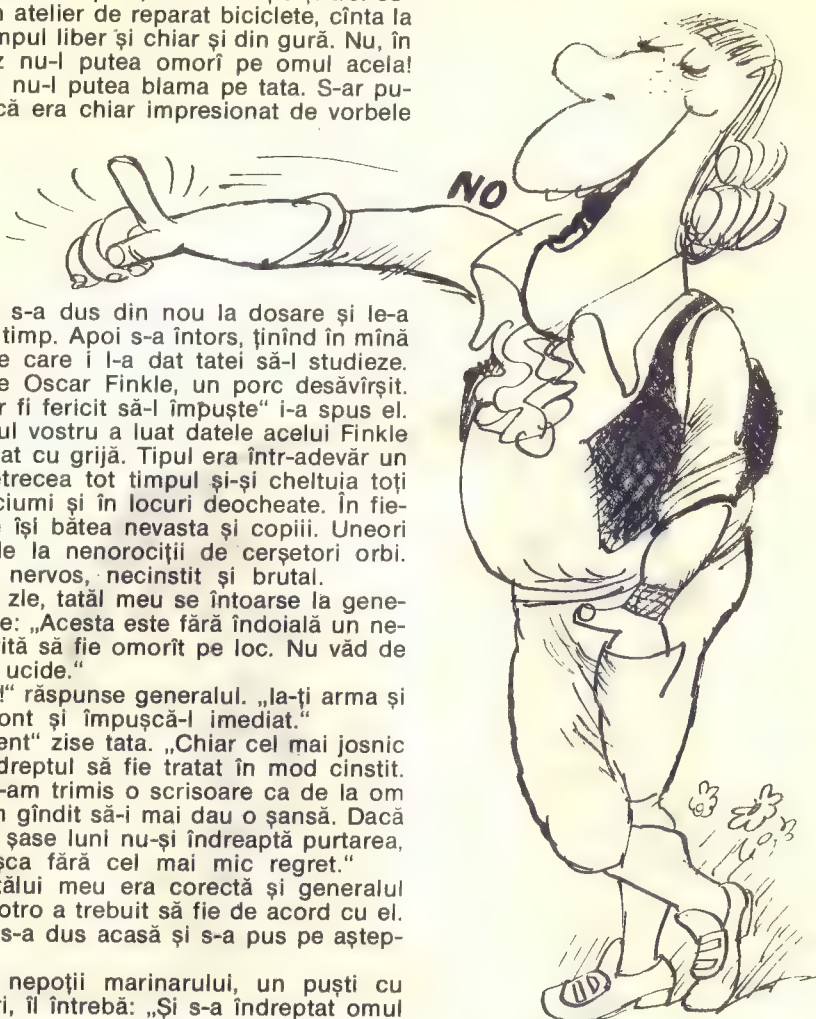 atelier de reparat biciclete, cînta la
mpul liber și chiar și din gură. Nu, în
z nu-l putea omorî pe omul acela!
nu-l putea blama pe tata. S-ar pu-
că era chiar impresionat de vorbele
NO
s-a dus din nou la dosare și le-a
timp. Apoi s-a întors, ținînd în mînă
e care i l-a dat tatei să-l studieze.
e Oscar Finkle, un porc desăvîrșit.
r fi fericit să-l împuște“ i-a spus el.
ul vostru a luat datele acelui Finkle
at cu grijă. Tipul era într-adevăr un
trecea tot timpul și-și cheltuia toți
ciumi și în locuri deocheate. În fie-
e își bătea nevasta și copiii. Uneori
le la nenorociții de cerșetori orbi.
nervos, necinstit și brutal.
zle, tatăl meu se întoarse la gene-
e: „Acesta este fără îndoială un ne-
rită să fie omorît pe loc. Nu văd de
ucide.“
!“ răspunse generalul. „Ia-ți arma și
ont și împușcă-l imediat.“
ent“ zise tata. „Chiar cel mai josnic
dreptul să fie tratat în mod cinstit.
-am trimis o scrisoare ca de la om
n gîndit să-i mai dau o șansă. Dacă
șase luni nu-și îndreaptă purtarea,
șca fără cel mai mic regret.“
tălui meu era corectă și generalul
otro a trebuit să fie de acord cu el.
s-a dus acasă și s-a pus pe aștep-
nepoții marinarului, un puști cu
ri, îl întrebă: „Și s-a îndreptat omul